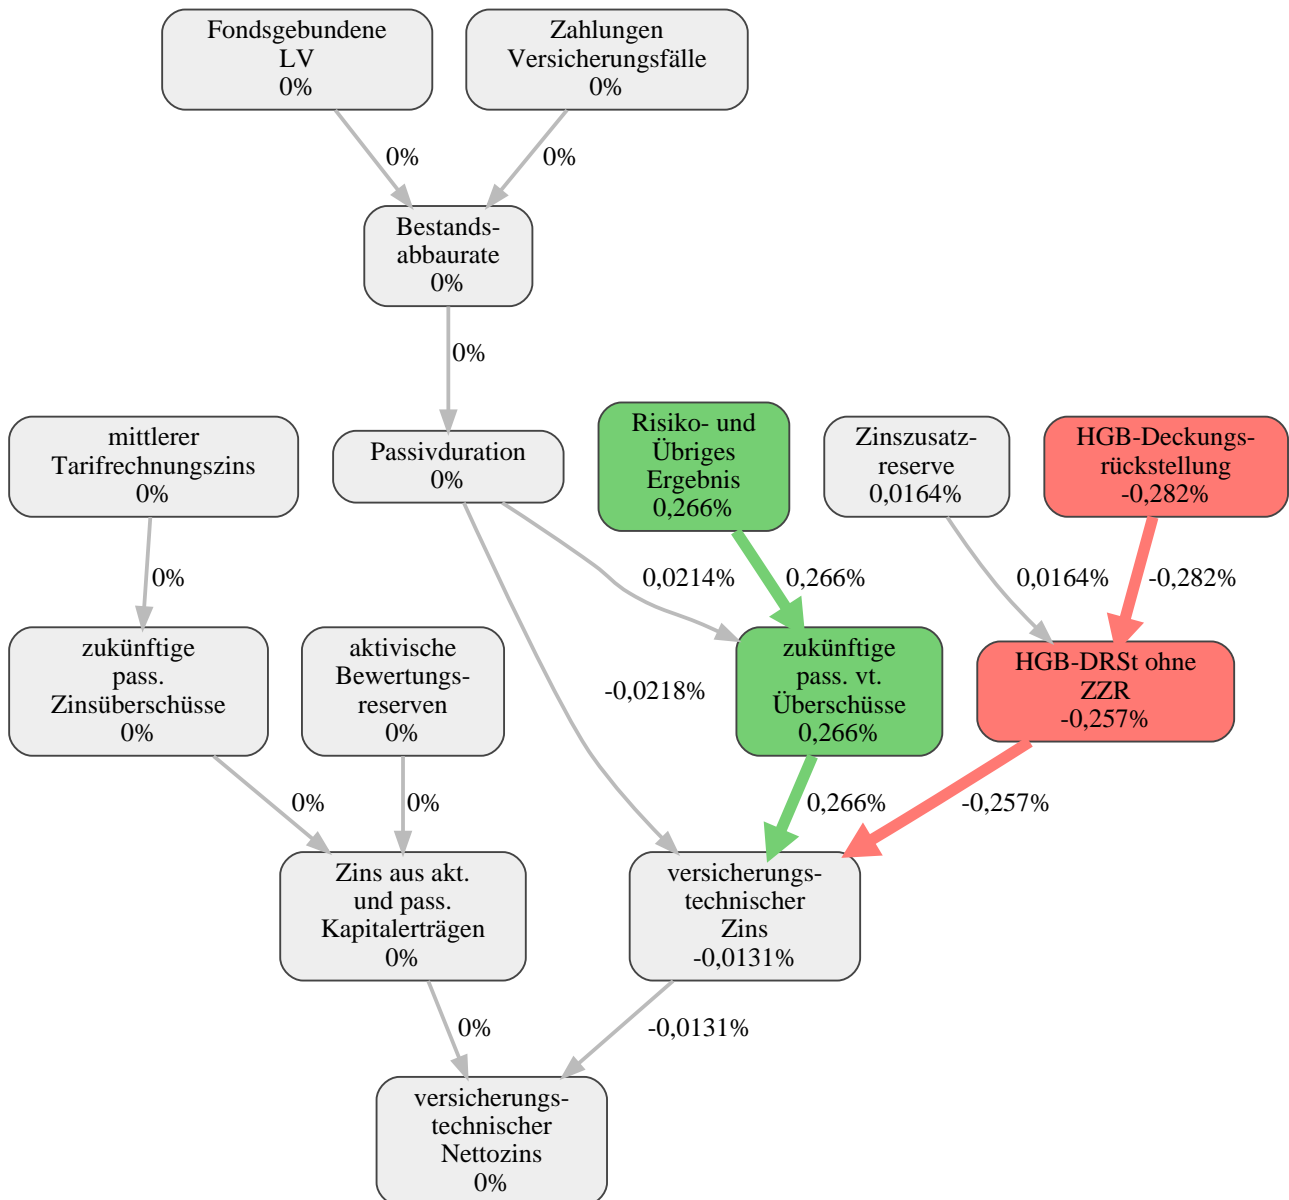 Fondsgebundene
LV
0%
Zahlungen
Versicherungsfälle
0%
0%
0%
Bestands-
abbaurate
0%
0%
mittlerer
Tarifrechnungszins
0%
Passivduration
0%
Risiko- und
Übriges
Ergebnis
0,266%
Zinszusatz-
reserve
0,0164%
HGB-Deckungs-
rückstellung
-0,282%
0%
0,0214%
0,266%
0,0164%
-0,282%
zukünftige
pass.
Zinsüberschüsse
0%
aktivische
Bewertungs-
reserven
0%
-0,0218%
zukünftige
pass. vt.
Überschüsse
0,266%
HGB-DRSt ohne
ZZR
-0,257%
0%
0%
0,266%
-0,257%
Zins aus akt.
und pass.
Kapitalerträgen
0%
versicherungs-
technischer
Zins
-0,0131%
0%
-0,0131%
versicherungs-
technischer
Nettozins
0%